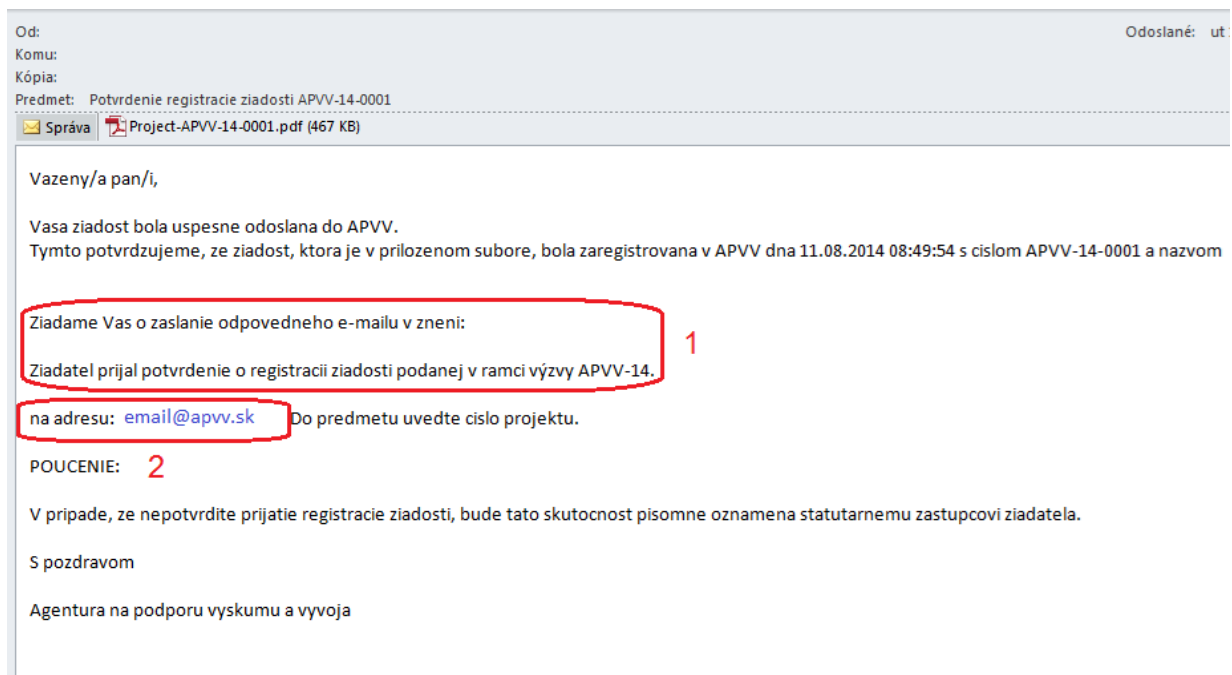 Od:
Odoslané: ut
Komu:
Kópia:
Predmet: Potvrdenie registracie ziadosti APVV-14-0001
Správa Project-APVV-14-0001.pdf (467 KB)
Vazeny/a pan/i,
Vasa ziadost bola uspesne odoslana do APVV.
Tymto potvrdzujeme, ze ziadost, ktora je v prilozenom subore, bola zaregistrovana v APVV dna 11.08.2014 08:49:54 s cislom APVV-14-0001 a nazvom
Ziadame Vas o zaslanie odpovedneho e-mailu v zneni:
1
Ziadatel prijal potvrdenie o registracii ziadosti podanej v ramci výzvy APVV-14.
na adresu: email@apvv.sk Do predmetu uvedte cislo projektu.
POUCENIE: 2
V pripade, ze nepotvrdite prijatie registracie ziadosti, bude tato skutocnost pisomne oznamena statutarnemu zastupcovi ziadatela.
S pozdravom
Agentura na podporu vyskumu a vyvoja